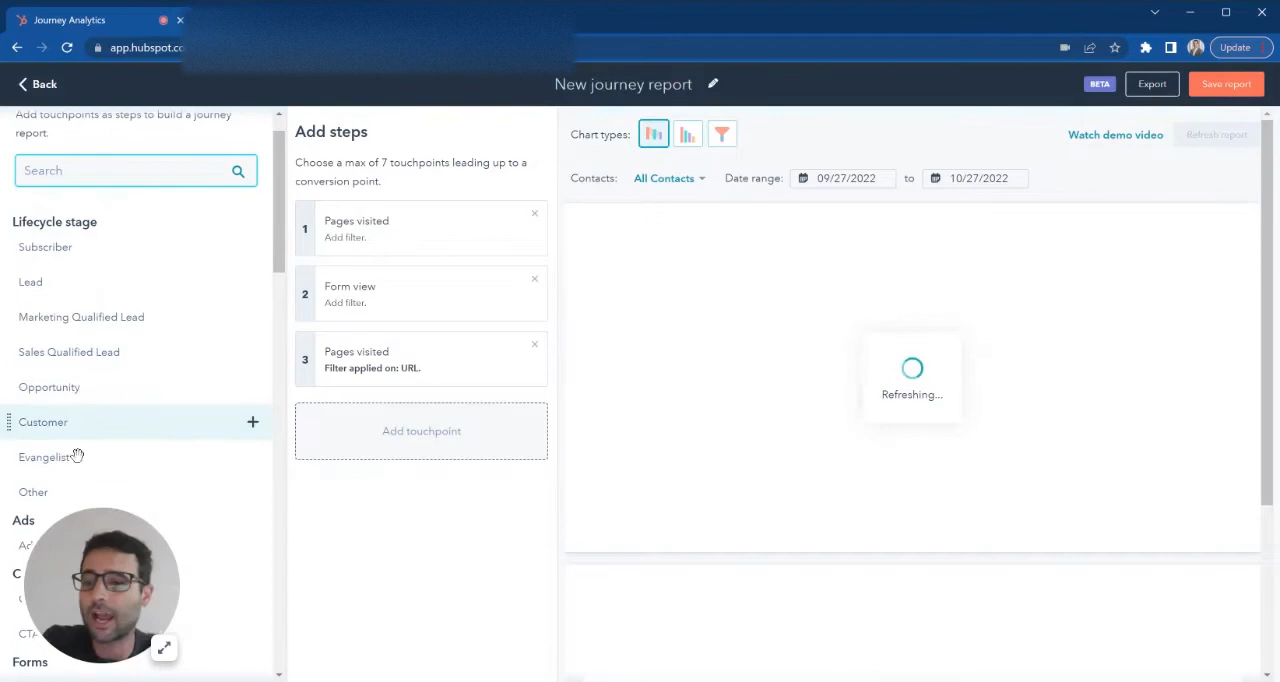 Journey Analytics
app.hubspot.co
Update
Back
New journey report
BETA
Export
Save report
Add touchpoints as steps to build a journey
report.
Search
Lifecycle stage
Subscriber
Lead
Marketing Qualified Lead
Sales Qualified Lead
Opportunity
Customer
Evangelist
Other
Ads
Forms
Add steps
Choose a max of 7 touchpoints leading up to a
conversion point.
1
Pages visited
Add filter.
2
Form view
Add filter.
3
Pages visited
Filter applied on: URL.
Add touchpoint
Chart types:
Watch demo video
Refresh report
Contacts: All Contacts
Date range: 09/27/2022 to 10/27/2022
Refreshing...